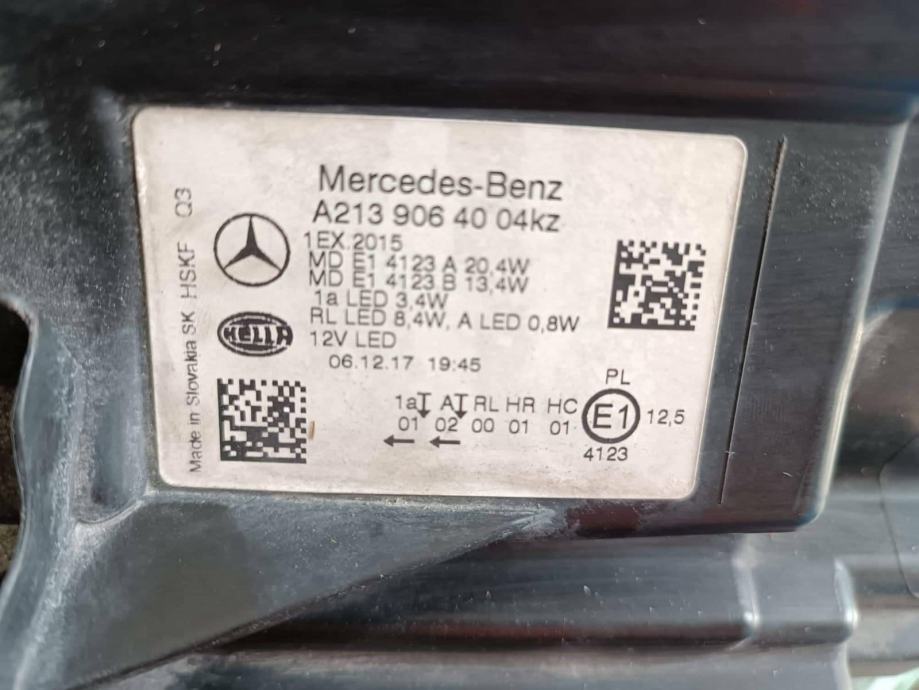 Mercedes-Benz
A213 906 40 04kz
1EX.2015
MD E1 4123 A 20,4W
MD E1 4123 B 13,4W
1a LED 3,4W
RL LED 8,4W, A LED 0,8W
12V LED
06.12.17 19:45
HELLA
Made in Slovakia SK HSKF Q3
PL
1a A RL HR HC
01 02 00 01 01
E1 12,5
4123